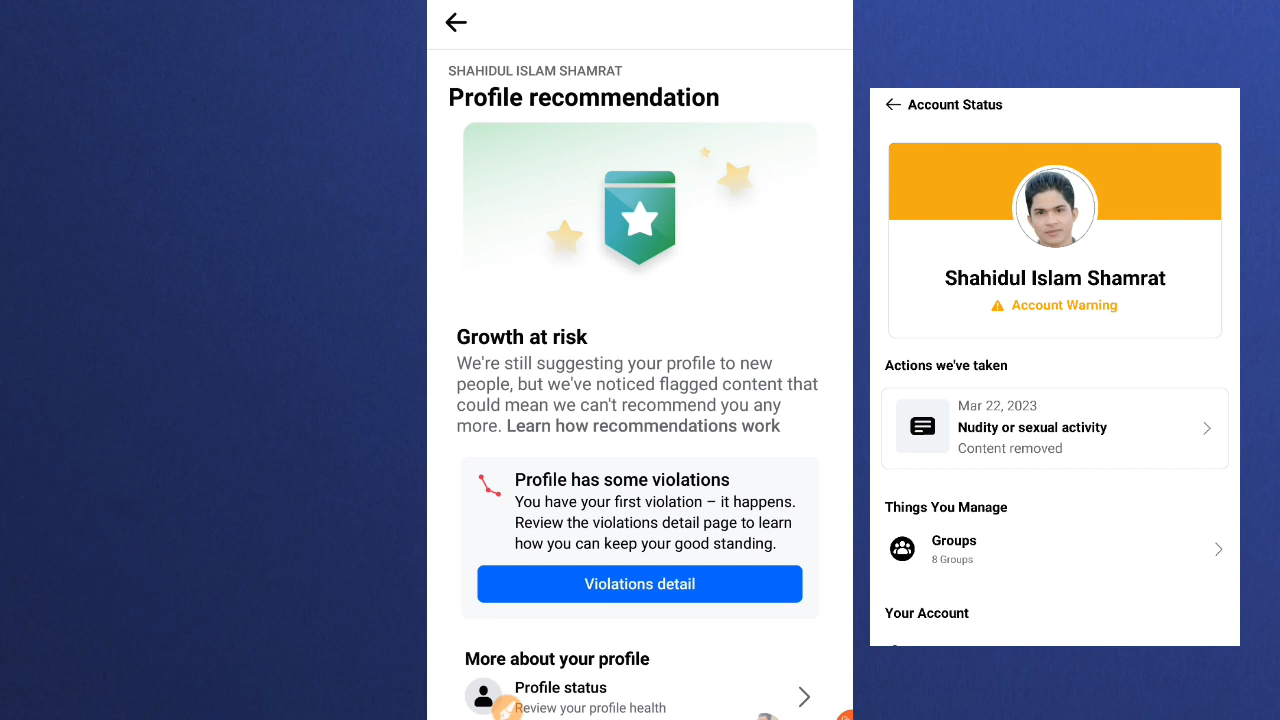 SHAHIDUL ISLAM SHAMRAT
Profile recommendation
Growth at risk
We're still suggesting your profile to new
people, but we've noticed flagged content that
could mean we can't recommend you any
more. Learn how recommendations work
Profile has some violations
You have your first violation – it happens.
Review the violations detail page to learn
how you can keep your good standing.
Violations detail
More about your profile
Profile status
Review your profile health
Account Status
Shahidul Islam Shamrat
Account Warning
Actions we've taken
Mar 22, 2023
Nudity or sexual activity
Content removed
Things You Manage
Groups
8 Groups
Your Account